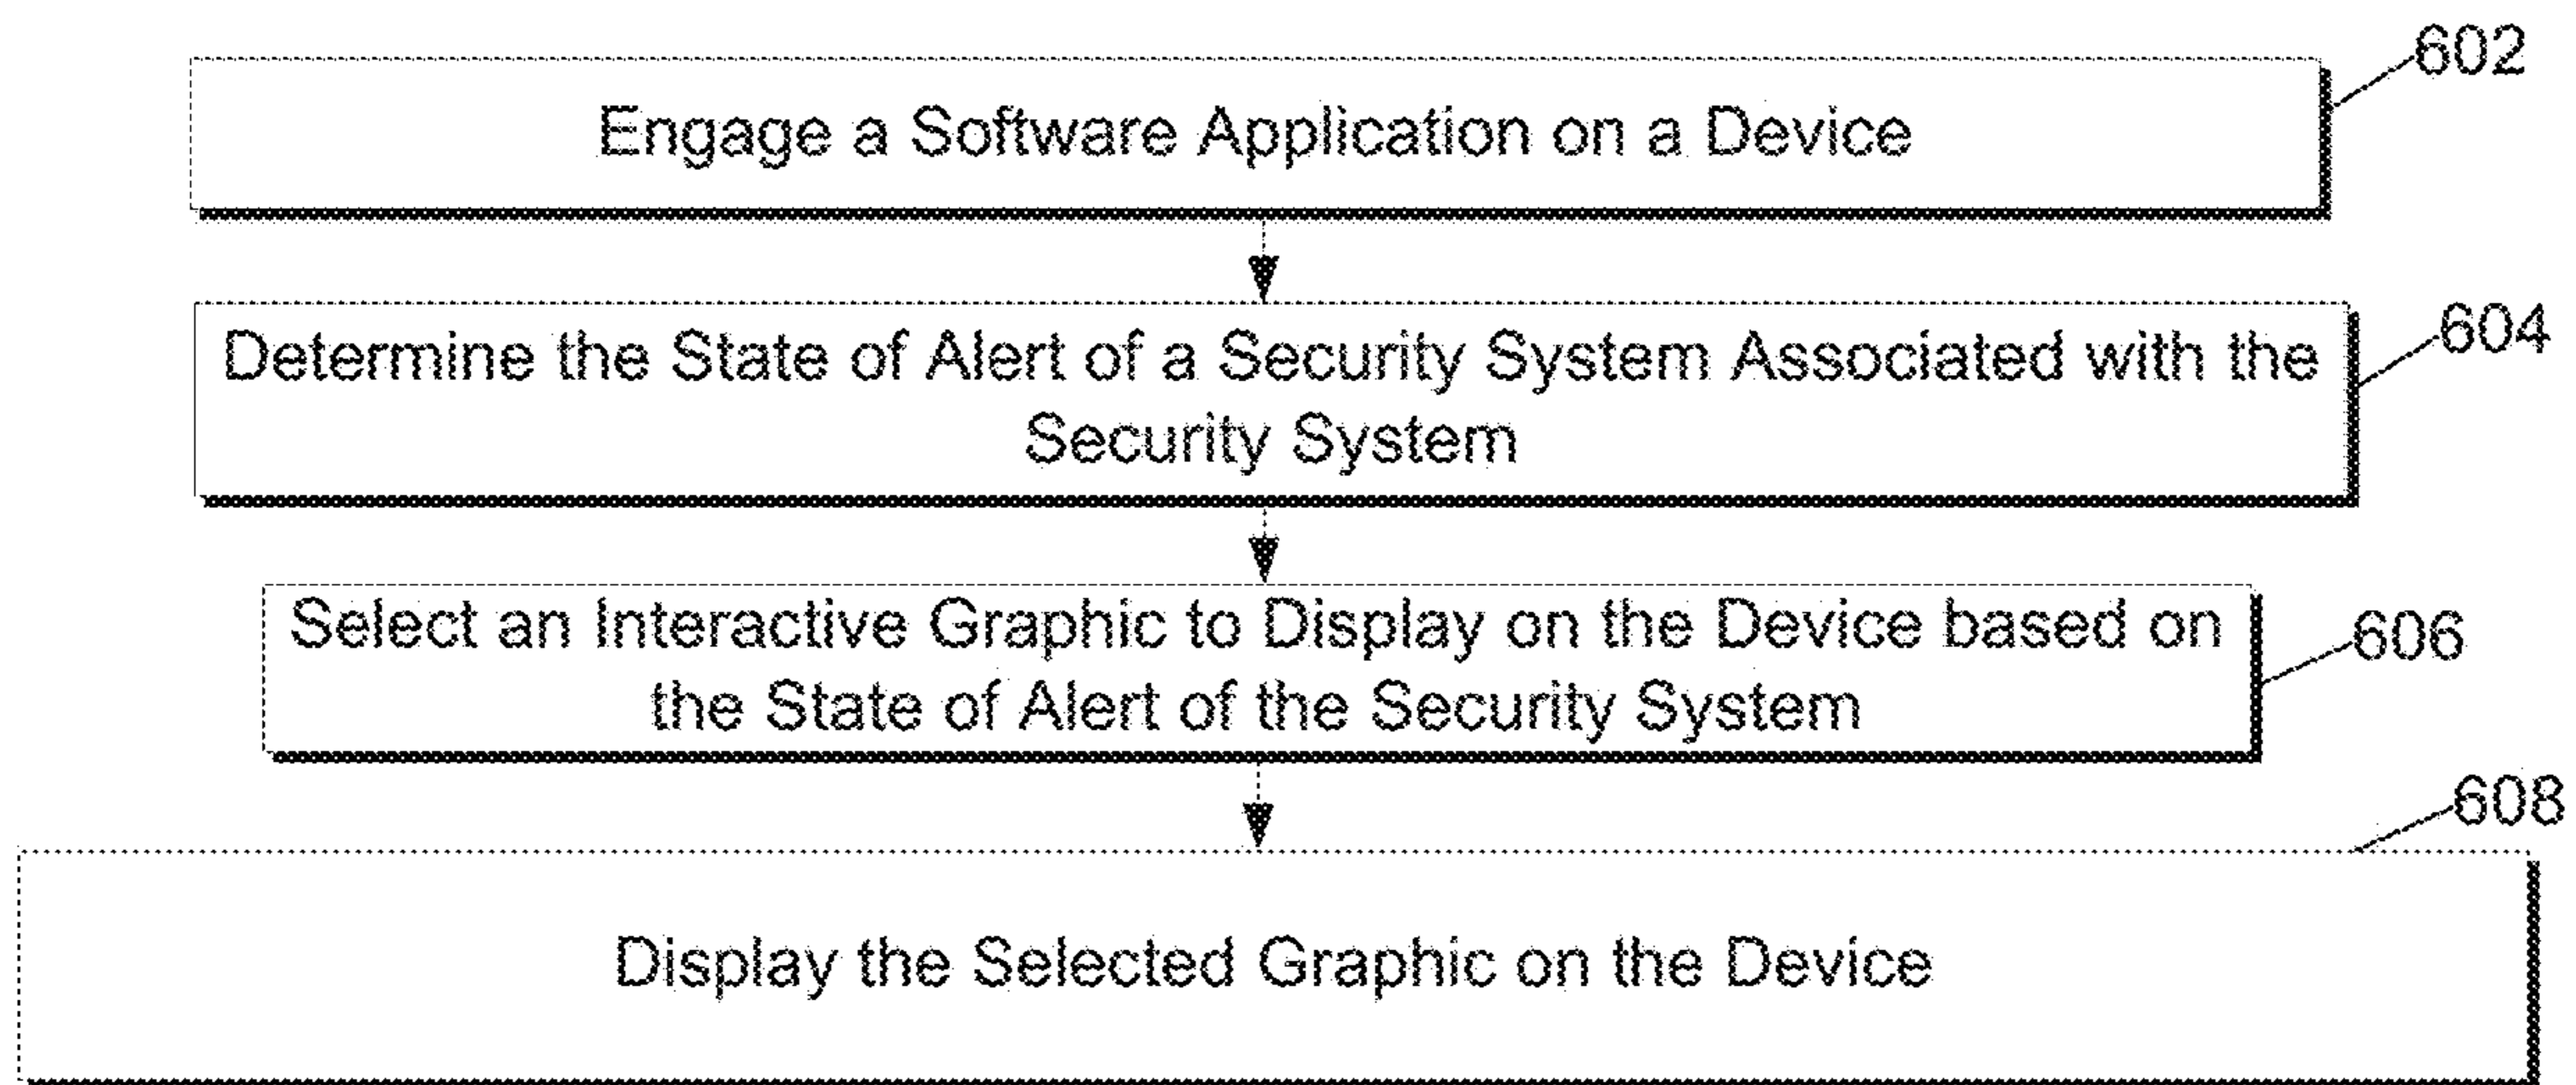 602
Engage a Software Application on a Device
Determine the State of Alert of a Security System Associated with the
Security System
604
Select an Interactive Graphic to Display on the Device based on
the State of Alert of the Security System
606
608
Display the Selected Graphic on the Device